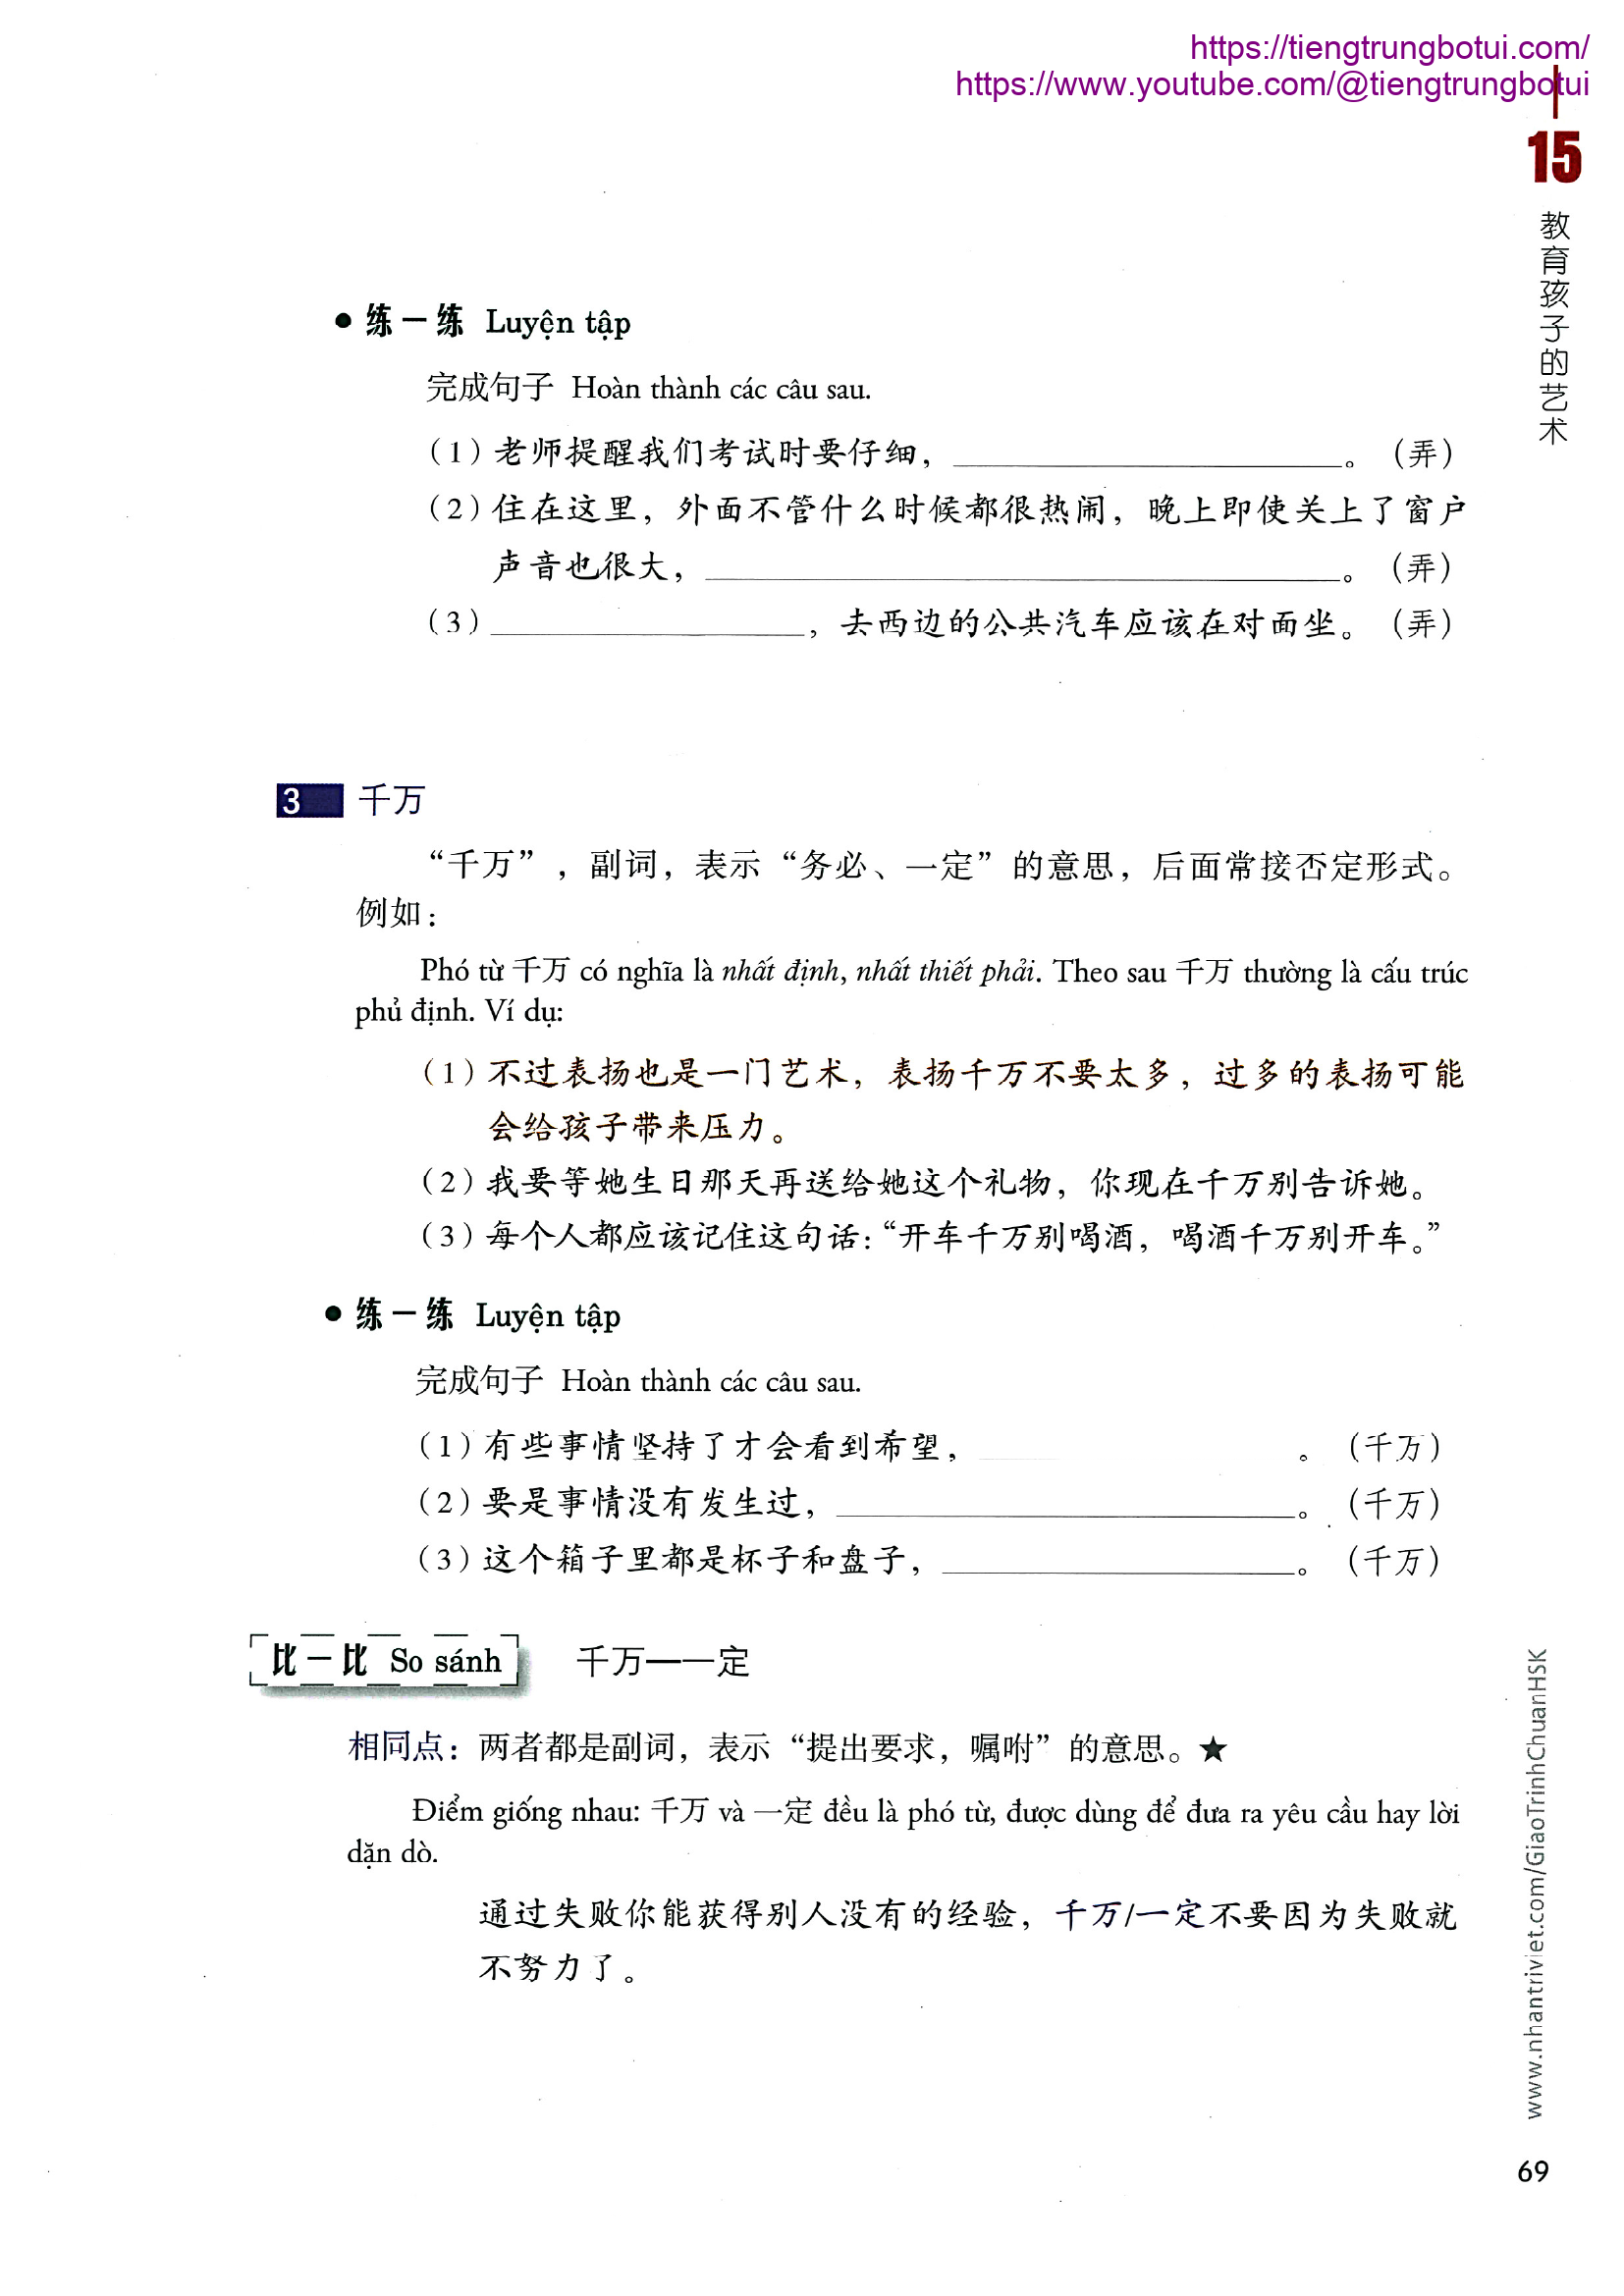 https://tiengtrungbotui.com/
https://www.youtube.com/@tiengtrungbotui
15
教育孩子的艺术
● 练一练 Luyện tập
完成句子 Hoàn thành các câu sau.
（1）老师提醒我们考试时要仔细，____________。（弄）
（2）住在这里，外面不管什么时候都很热闹，晚上即使关上了窗户
声音也很大，____________。（弄）
（3）____________，去西边的公共汽车应该在对面坐。（弄）
3 千万
“千万”，副词，表示“务必、一定”的意思，后面常接否定形式。
例如：
Phó từ 千万 có nghĩa là nhất định, nhất thiết phải. Theo sau 千万 thường là cấu trúc
phủ định. Ví dụ:
（1）不过表扬也是一门艺术，表扬千万不要太多，过多的表扬可能
会给孩子带来压力。
（2）我要等她生日那天再送给她这个礼物，你现在千万别告诉她。
（3）每个人都应该记住这句话：“开车千万别喝酒，喝酒千万别开车。”
● 练一练 Luyện tập
完成句子 Hoàn thành các câu sau.
（1）有些事情坚持了才会看到希望，____________。（千万）
（2）要是事情没有发生过，____________。（千万）
（3）这个箱子里都是杯子和盘子，____________。（千万）
比一比 So sánh 千万——一定
相同点：两者都是副词，表示“提出要求，嘱咐”的意思。★
Điểm giống nhau: 千万 và 一定 đều là phó từ, được dùng để đưa ra yêu cầu hay lời
dặn dò.
通过失败你能获得别人没有的经验，千万/一定不要因为失败就
不努力了。
www.nhantriviet.com/GiaoTrinhChuanHSK
69